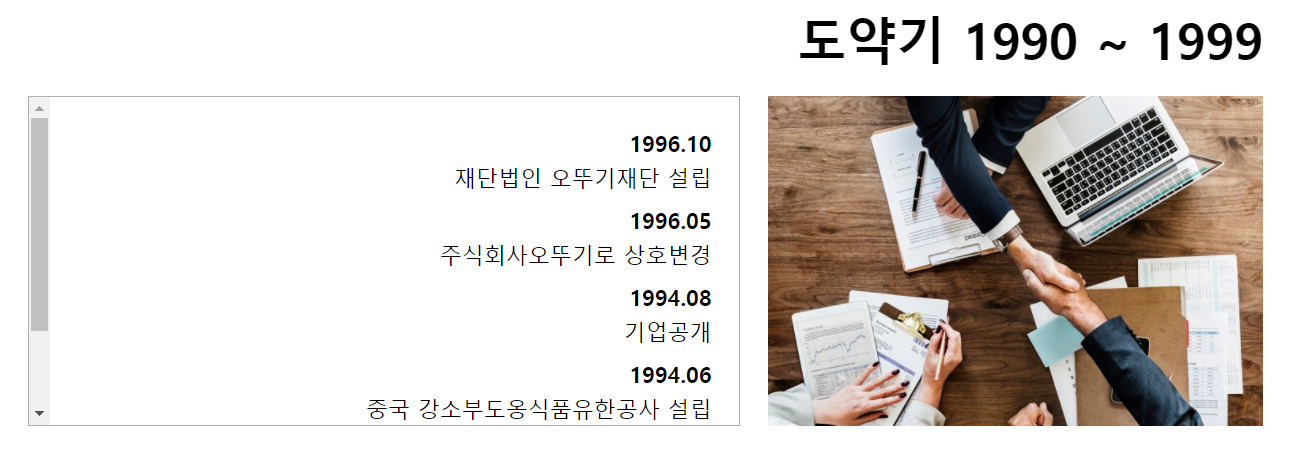 도약기 1990 ~ 1999
1996.10
재단법인 오뚜기재단 설립
1996.05
주식회사오뚜기로 상호변경
1994.08
기업공개
1994.06
중국 강소부도옹식품유한공사 설립